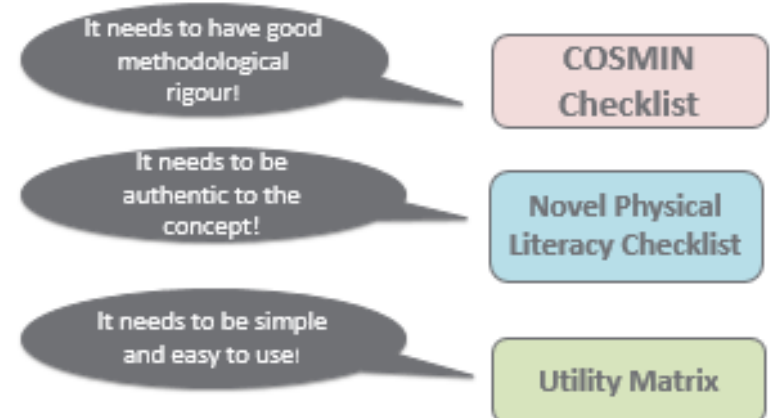 It needs to have good
methodological
rigour!
COSMIN
Checklist
It needs to be
authentic to the
concept!
Novel Physical
Literacy Checklist
It needs to be simple
and easy to use!
Utility Matrix